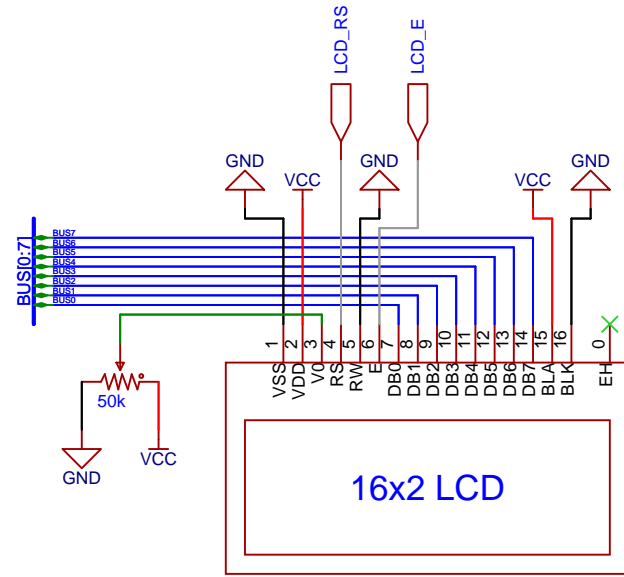 LCD_RS
LCD_E
GND
VCC
GND
VCC
GND
BUS[0:7]
BUS7
BUS6
BUS5
BUS4
BUS3
BUS2
BUS1
BUS0
1
2
3
4
5
6
7
8
9
10
11
12
13
14
15
16
0
VSS
VDD
V0
RS
RW
E
DB0
DB1
DB2
DB3
DB4
DB5
DB6
DB7
BLA
BLK
EH
50k
GND
VCC
16x2 LCD